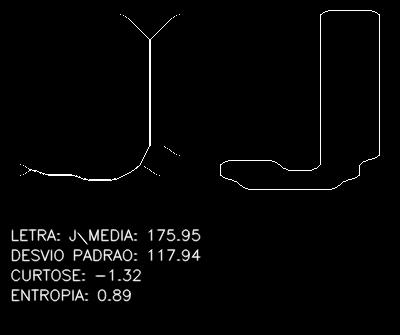 LETRA: J\MEDIA: 175.95
DESVIO PADRAO: 117.94
CURTOSE: -1.32
ENTROPIA: 0.89